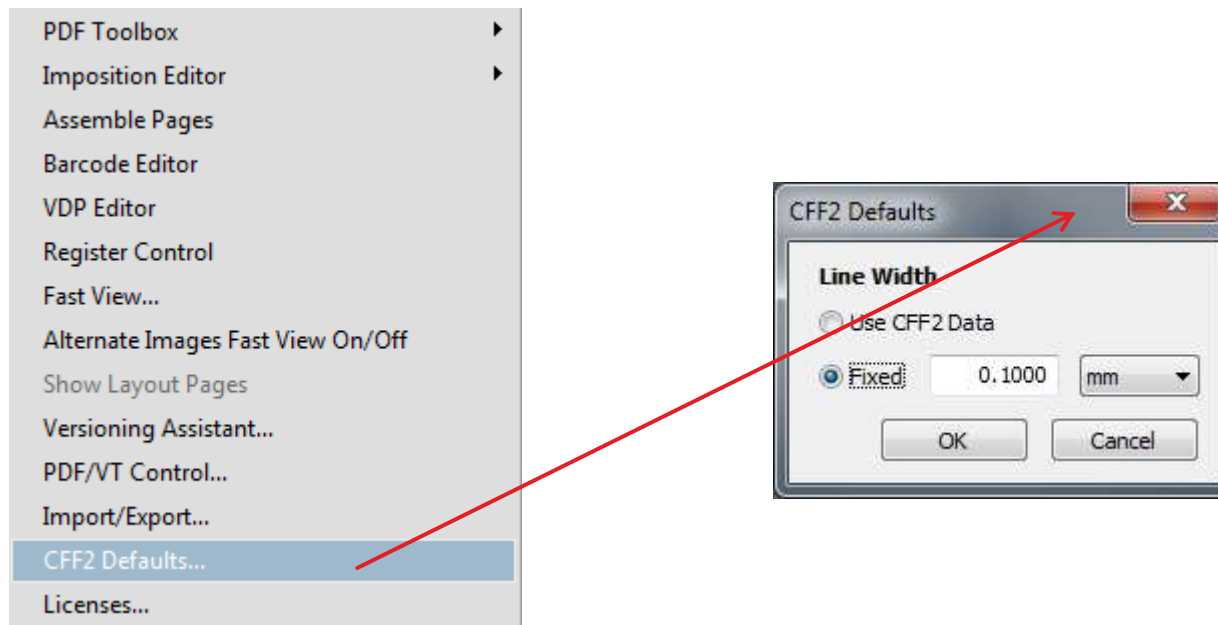 PDF Toolbox
Imposition Editor
Assemble Pages
Barcode Editor
VDP Editor
Register Control
Fast View...
Alternate Images Fast View On/Off
Show Layout Pages
Versioning Assistant...
PDF/VT Control...
Import/Export...
CFF2 Defaults...
Licenses...
CFF2 Defaults
Line Width
Use CFF2 Data
Fixed 0.1000 mm
OK Cancel